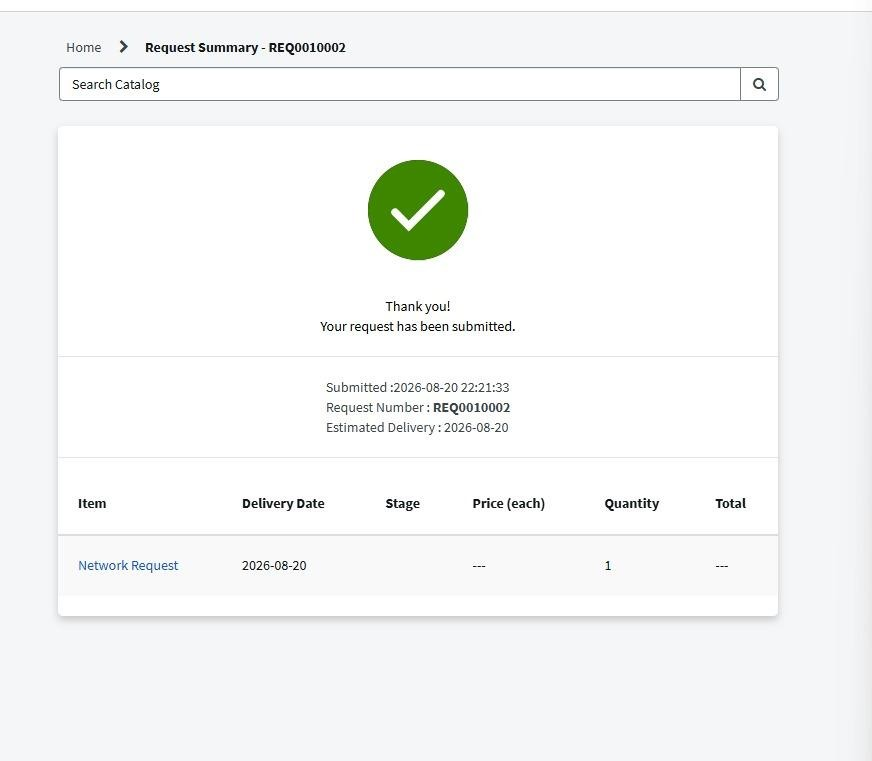 Home Request Summary - REQ0010002
Search Catalog
Thank you!
Your request has been submitted.
Submitted :2026-08-20 22:21:33
Request Number : REQ0010002
Estimated Delivery : 2026-08-20
Item Delivery Date Stage Price (each) Quantity Total
Network Request 2026-08-20 --- 1 ---